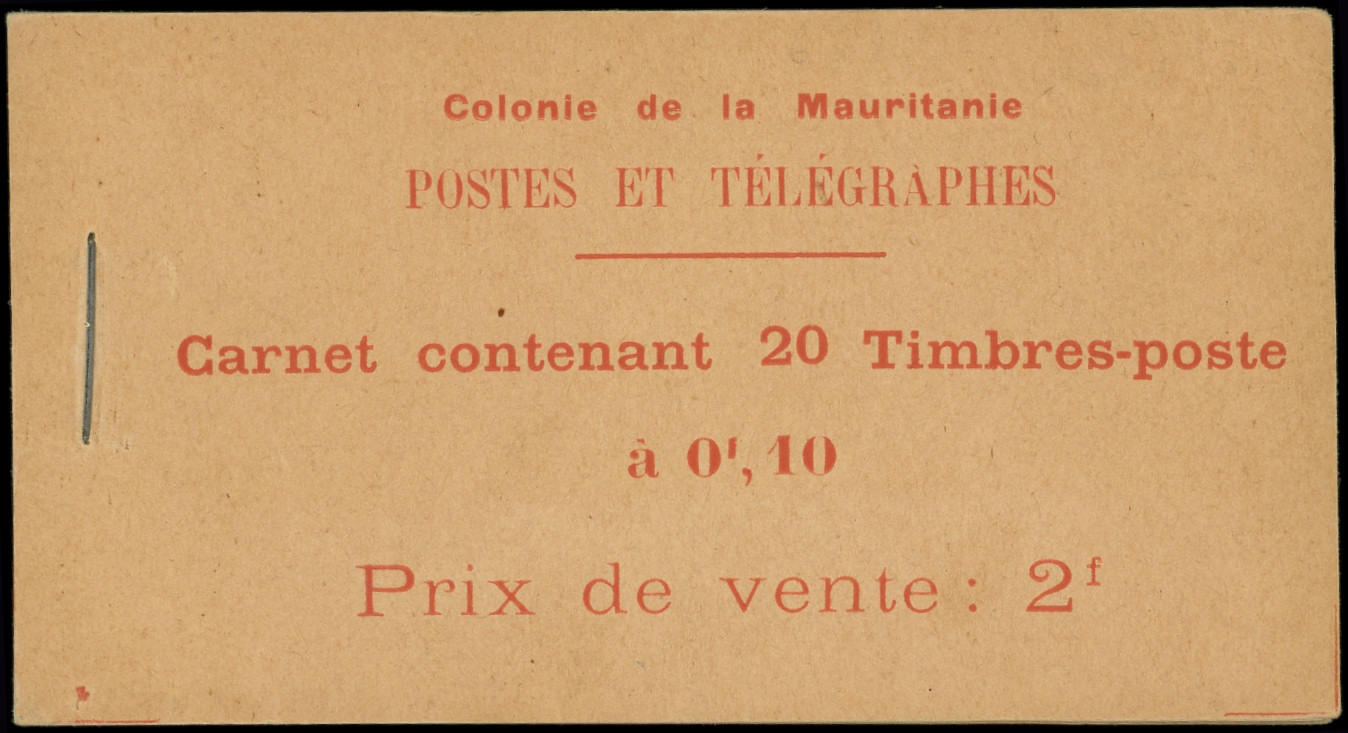 Colonie de la Mauritanie
POSTES ET TÉLÉGRAPHES
Carnet contenant 20 Timbres-poste
à 0f,10
Prix de vente : 2f